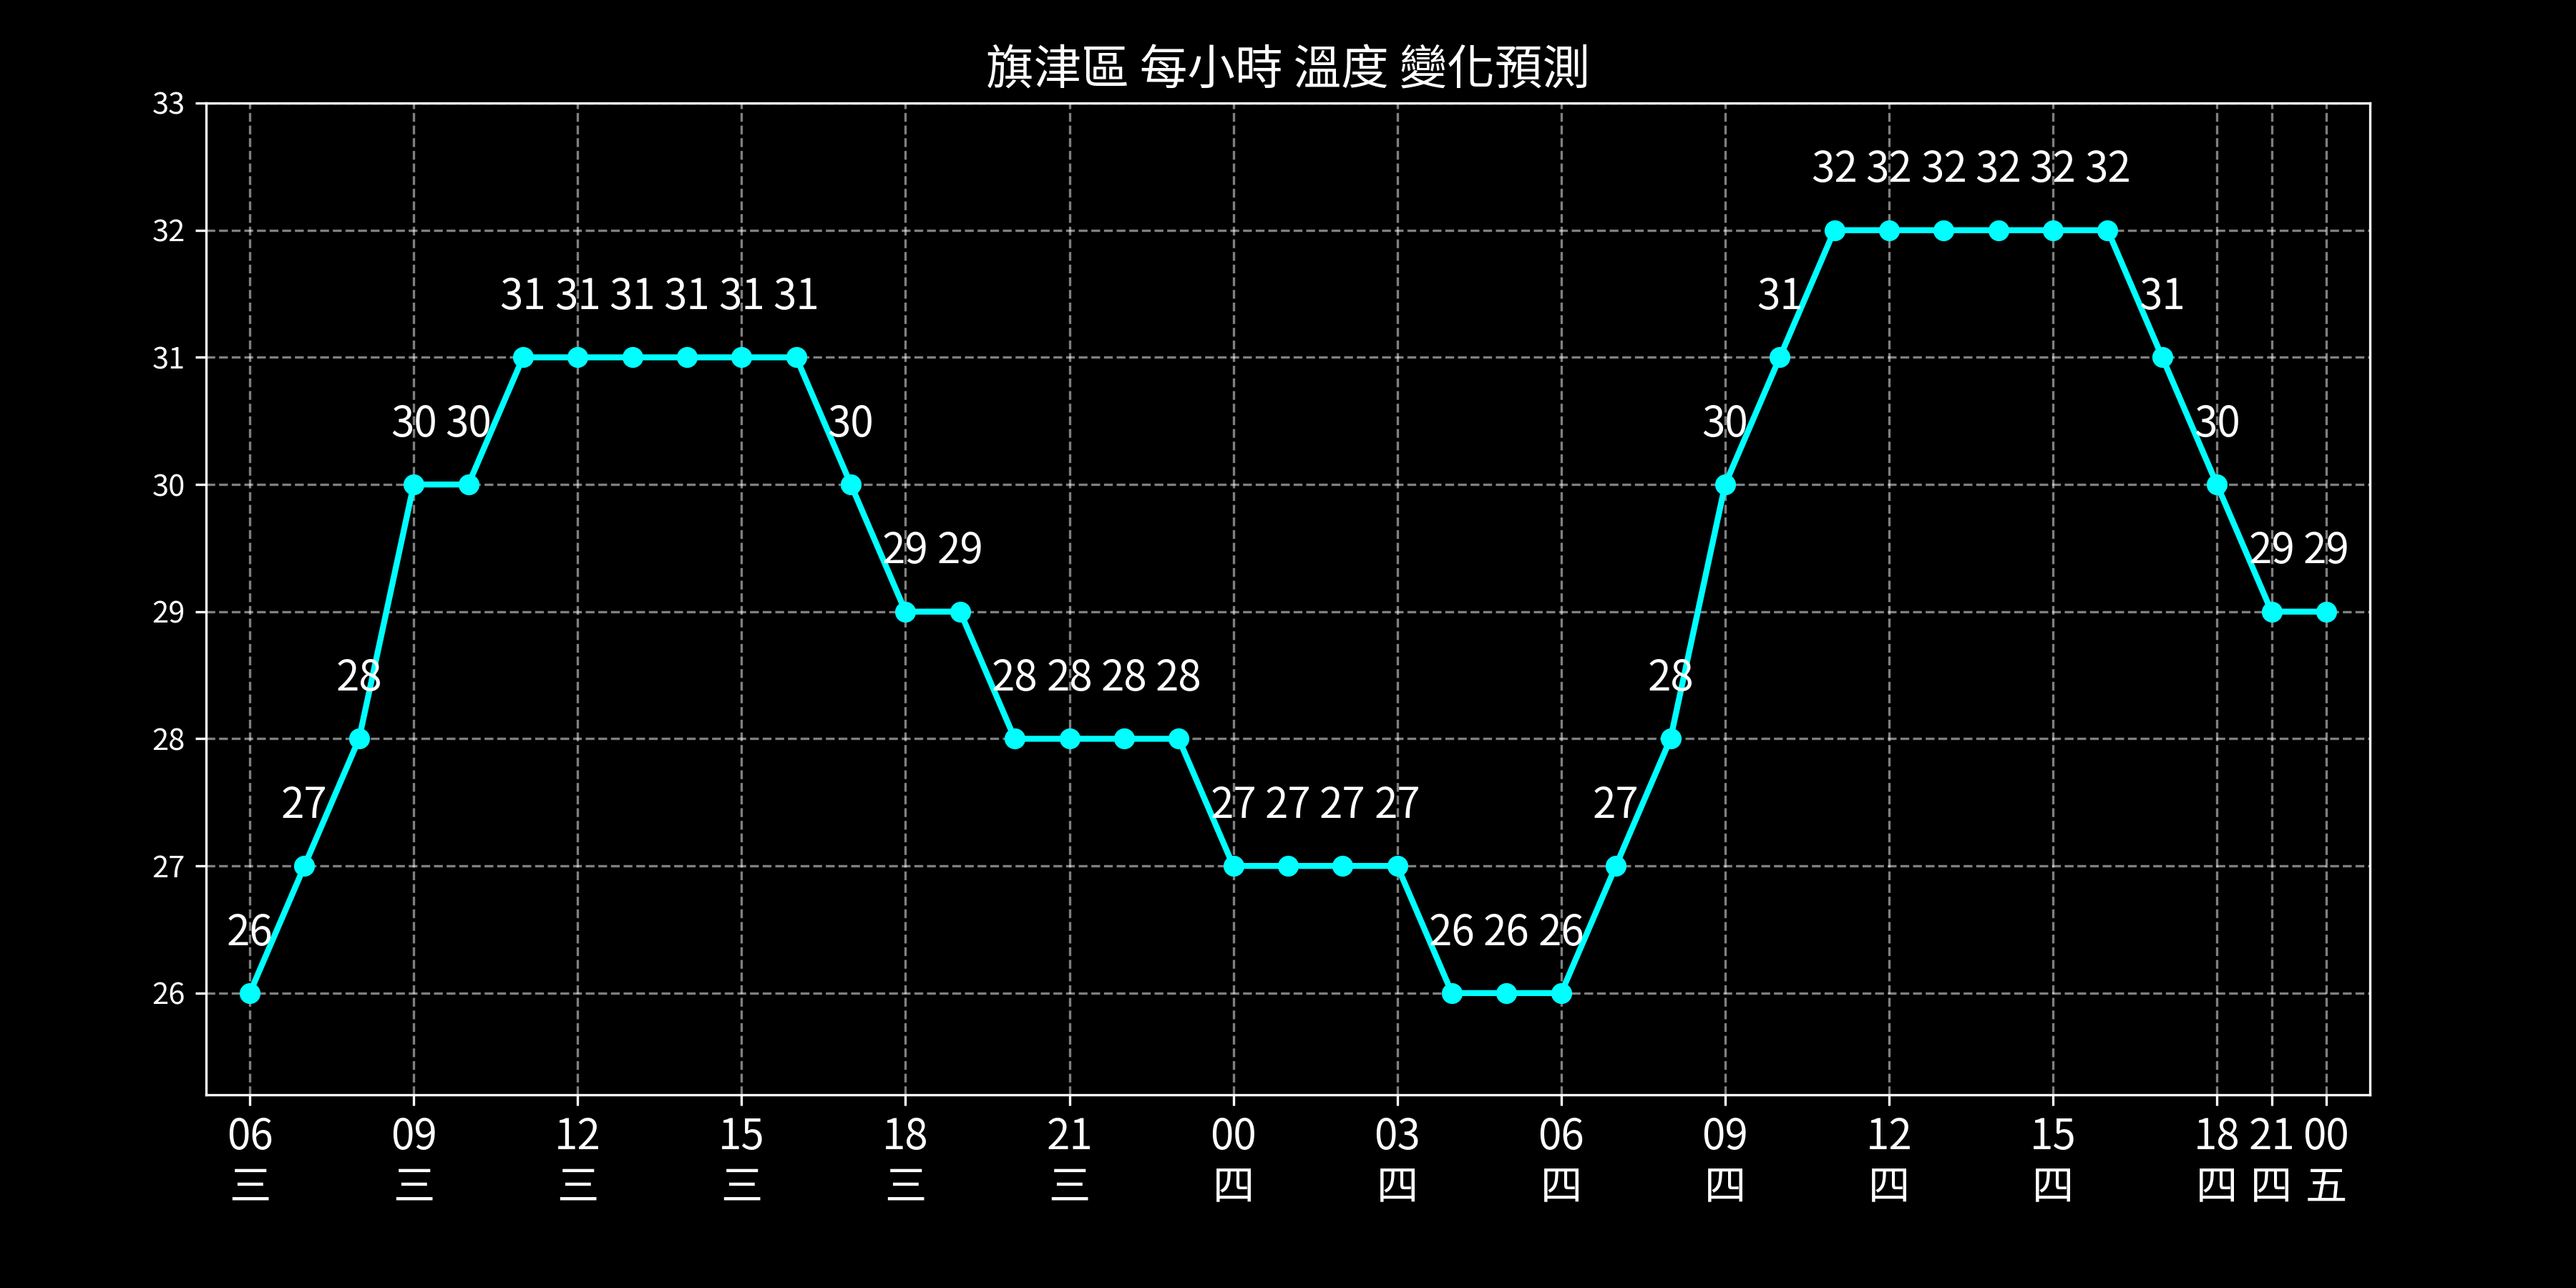 旗津區 每小時 溫度 變化預測
33
32 32 32 32 32 32
32
31 31 31 31 31 31 31 31
31
30 30 30 30 30
30
29 29 29 29
29
28 28 28 28 28 28
28
27 27 27 27 27 27
27
26 26 26 26
26
06 09 12 15 18 21 00 03 06 09 12 15 18 21 00
三 三 三 三 三 三 四 四 四 四 四 四 四 四 五